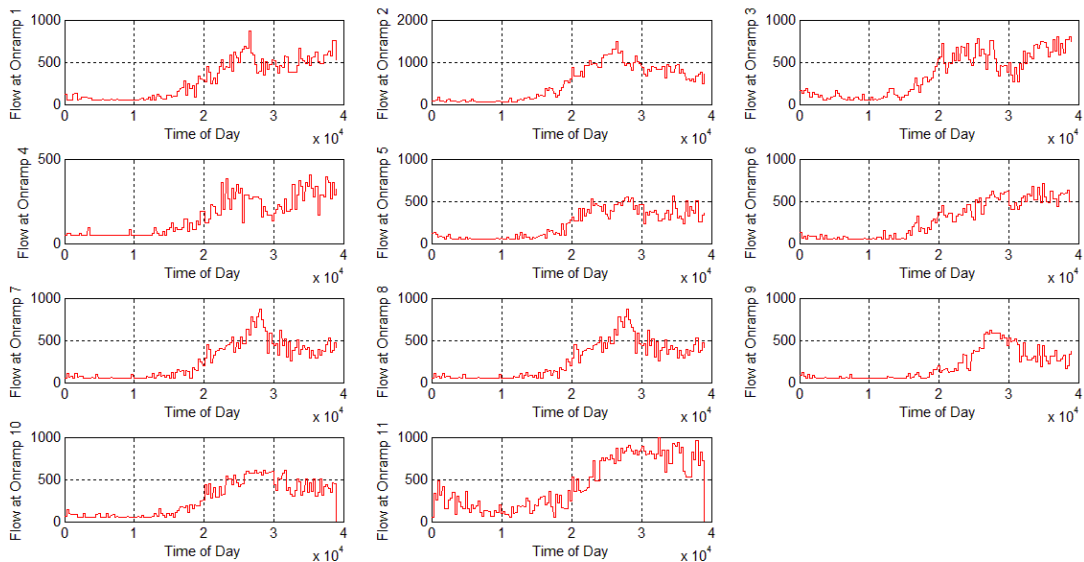 Flow at Onramp 1
1000
500
0
0 1 2 3 4
Time of Day
x 10^4
Flow at Onramp 2
2000
1000
0
0 1 2 3 4
Time of Day
x 10^4
Flow at Onramp 3
1000
500
0
0 1 2 3 4
Time of Day
x 10^4
Flow at Onramp 4
500
0
0 1 2 3 4
Time of Day
x 10^4
Flow at Onramp 5
1000
500
0
0 1 2 3 4
Time of Day
x 10^4
Flow at Onramp 6
1000
500
0
0 1 2 3 4
Time of Day
x 10^4
Flow at Onramp 7
1000
500
0
0 1 2 3 4
Time of Day
x 10^4
Flow at Onramp 8
1000
500
0
0 1 2 3 4
Time of Day
x 10^4
Flow at Onramp 9
1000
500
0
0 1 2 3 4
Time of Day
x 10^4
Flow at Onramp 10
1000
500
0
0 1 2 3 4
Time of Day
x 10^4
Flow at Onramp 11
1000
500
0
0 1 2 3 4
Time of Day
x 10^4